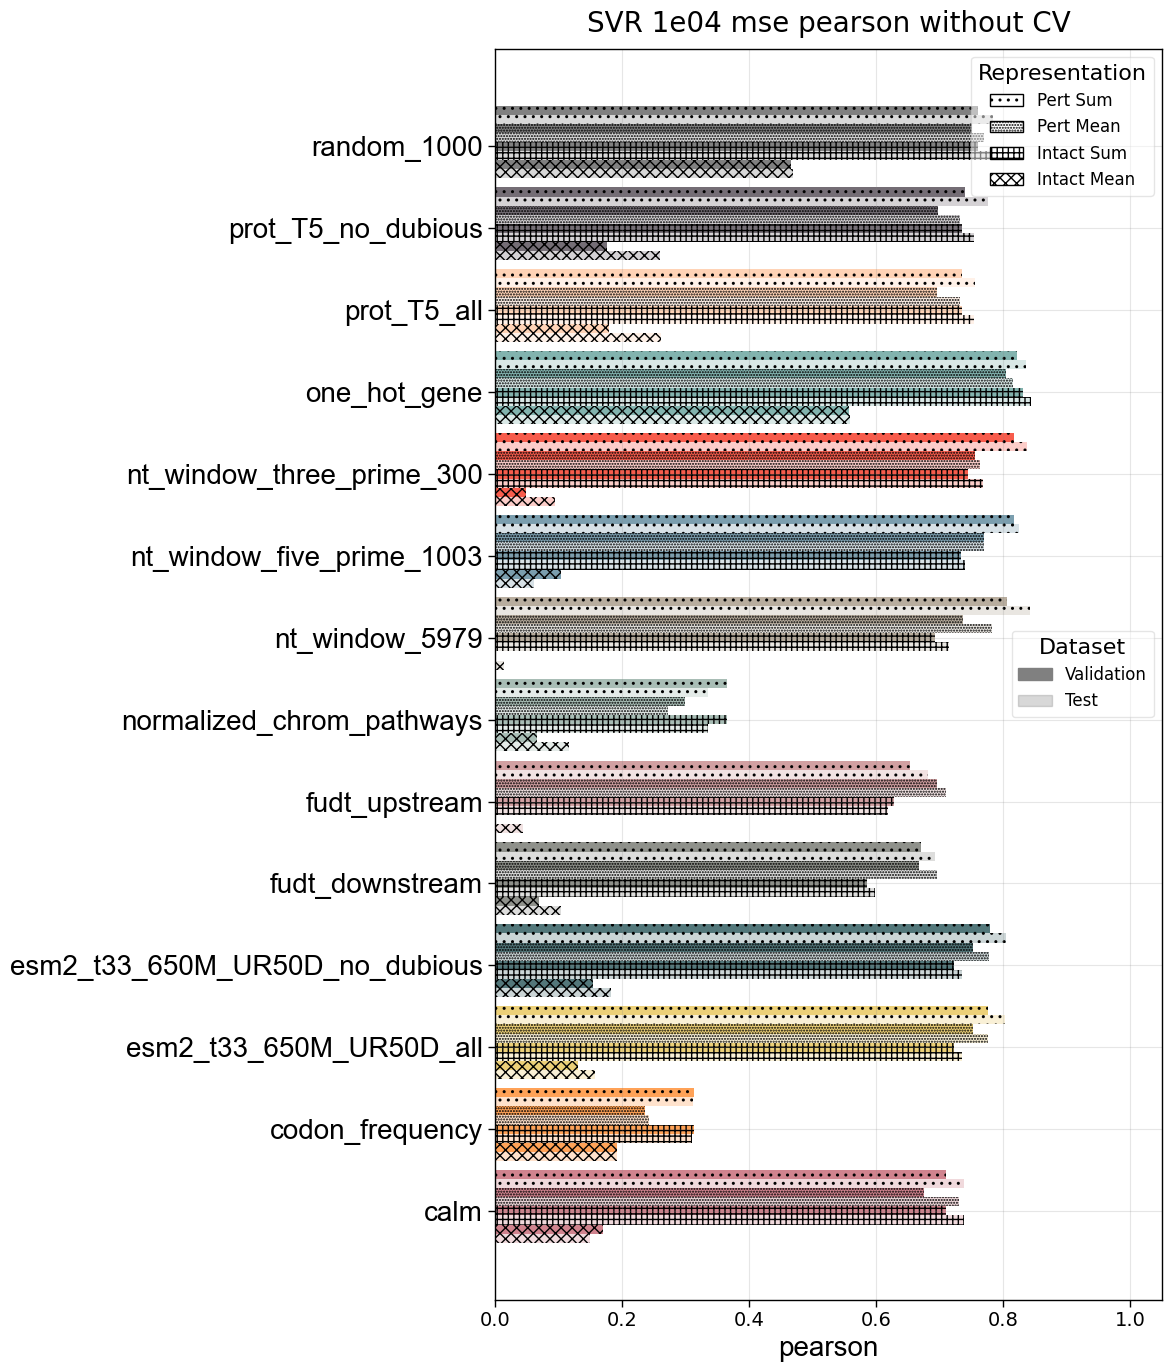 SVR 1e04 mse pearson without CV
Representation
Pert Sum
Pert Mean
Intact Sum
Intact Mean
random_1000
prot_T5_no_dubious
prot_T5_all
one_hot_gene
nt_window_three_prime_300
nt_window_five_prime_1003
nt_window_5979
Dataset
Validation
Test
normalized_chrom_pathways
fudt_upstream
fudt_downstream
esm2_t33_650M_UR50D_no_dubious
esm2_t33_650M_UR50D_all
codon_frequency
calm
0.0 0.2 0.4 0.6 0.8 1.0
pearson